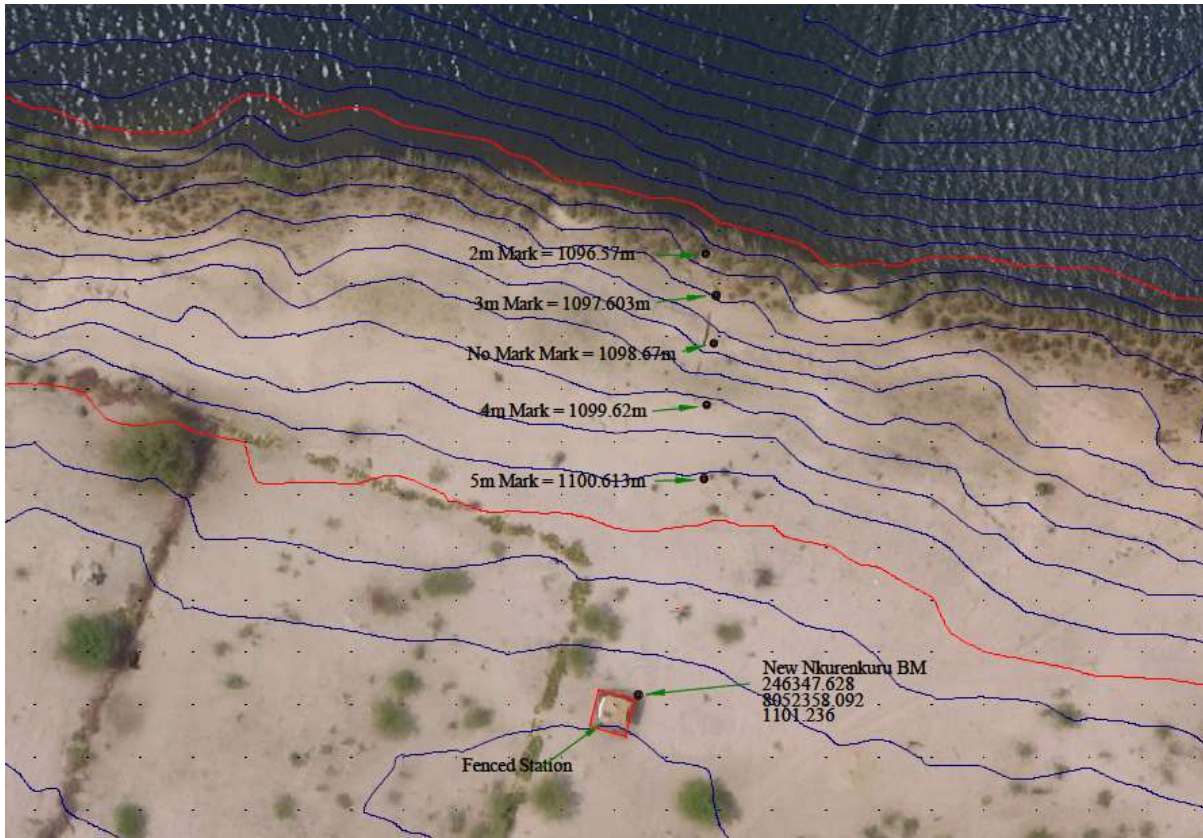 2m Mark = 1096.57m
3m Mark = 1097.603m
No Mark Mark = 1098.67m
4m Mark = 1099.62m
5m Mark = 1100.613m
New Nkurenkuru BM
246347.628
8052358.092
1101.236
Fenced Station